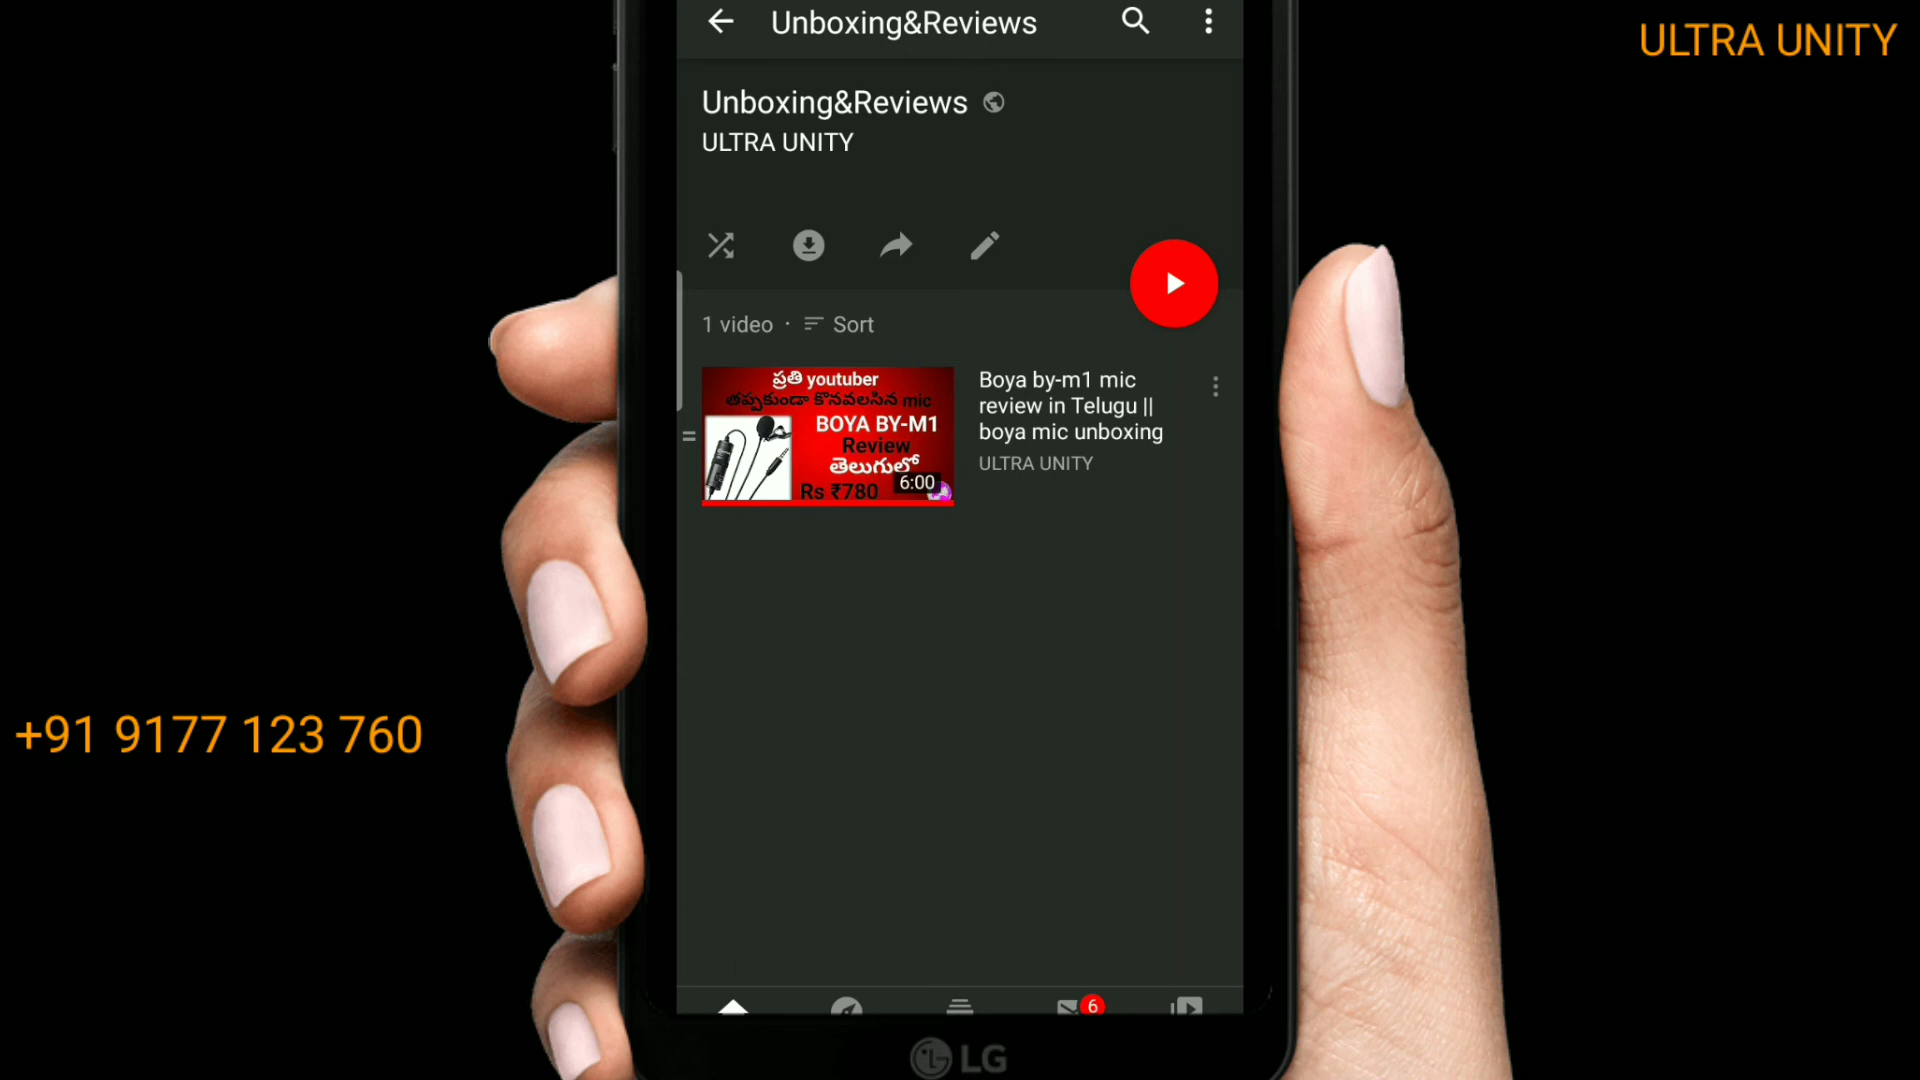 ULTRA UNITY
Unboxing&Reviews
Unboxing&Reviews
ULTRA UNITY
1 video · Sort
ప్రతి youtuber
తప్పకుండా కొనవలసిన mic
BOYA BY-M1
Review
తెలుగులో
Rs ₹780
6:00
Boya by-m1 mic
review in Telugu ||
boya mic unboxing
ULTRA UNITY
+91 9177 123 760
6
LG